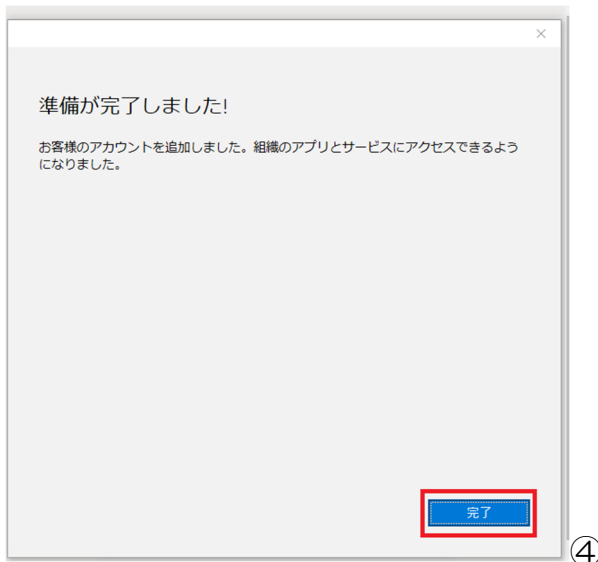 準備が完了しました!
お客様のアカウントを追加しました。組織のアプリとサービスにアクセスできるよう
になりました。
完了
④